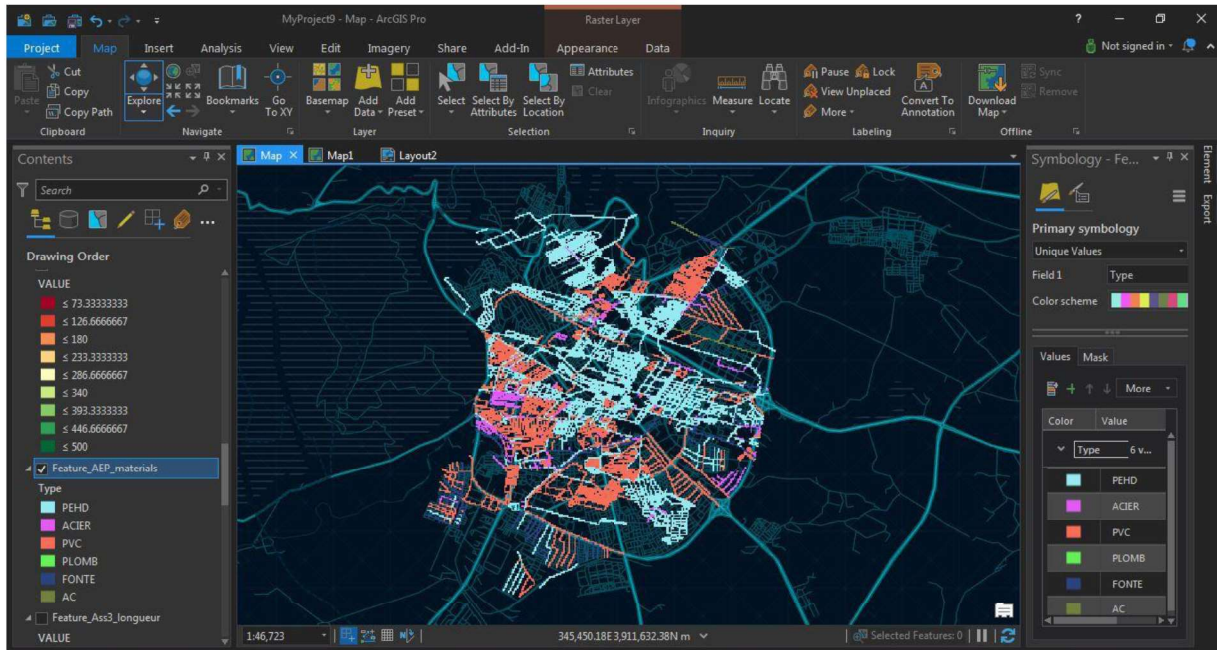 MyProject9 - Map - ArcGIS Pro
Raster Layer
?
Project Map Insert Analysis View Edit Imagery Share Add-In Appearance Data
Not signed in
Paste
Cut
Copy
Copy Path
Clipboard
Explore
Bookmarks
Go To XY
Navigate
Basemap
Add Data
Add Preset
Layer
Select
Select By Attributes
Select By Location
Attributes
Clear
Selection
Infographics
Measure
Locate
Inquiry
Pause
Lock
View Unplaced
More
Convert To Annotation
Labeling
Download Map
Sync
Remove
Offline
Contents
Search
Drawing Order
VALUE
≤ 73.33333333
≤ 126.6666667
≤ 180
≤ 233.3333333
≤ 286.6666667
≤ 340
≤ 393.3333333
≤ 446.6666667
≤ 500
Feature_AEP_materials
Type
PEHD
ACIER
PVC
PLOMB
FONTE
AC
Feature_Ass3_longueur
VALUE
Map
Map1
Layout2
1:46,723
345,450.18E 3,911,632.38N m
Selected Features: 0
Symbology - Fe...
Primary symbology
Unique Values
Field 1 Type
Color scheme
Values Mask
More
Color Value
Type 6 v...
PEHD
ACIER
PVC
PLOMB
FONTE
AC
Element
Export